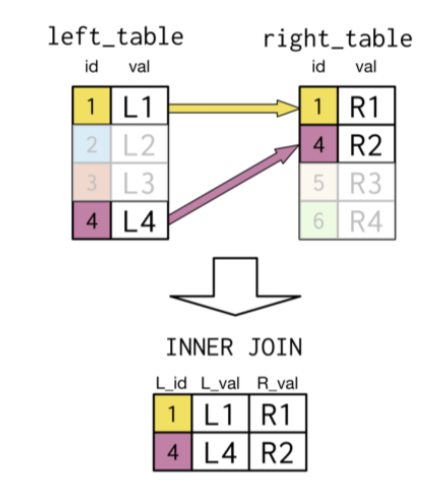 left_table right_table
id val id val
1 L1 1 R1
2 L2 4 R2
3 L3 5 R3
4 L4 6 R4
INNER JOIN
L_id L_val R_val
1 L1 R1
4 L4 R2